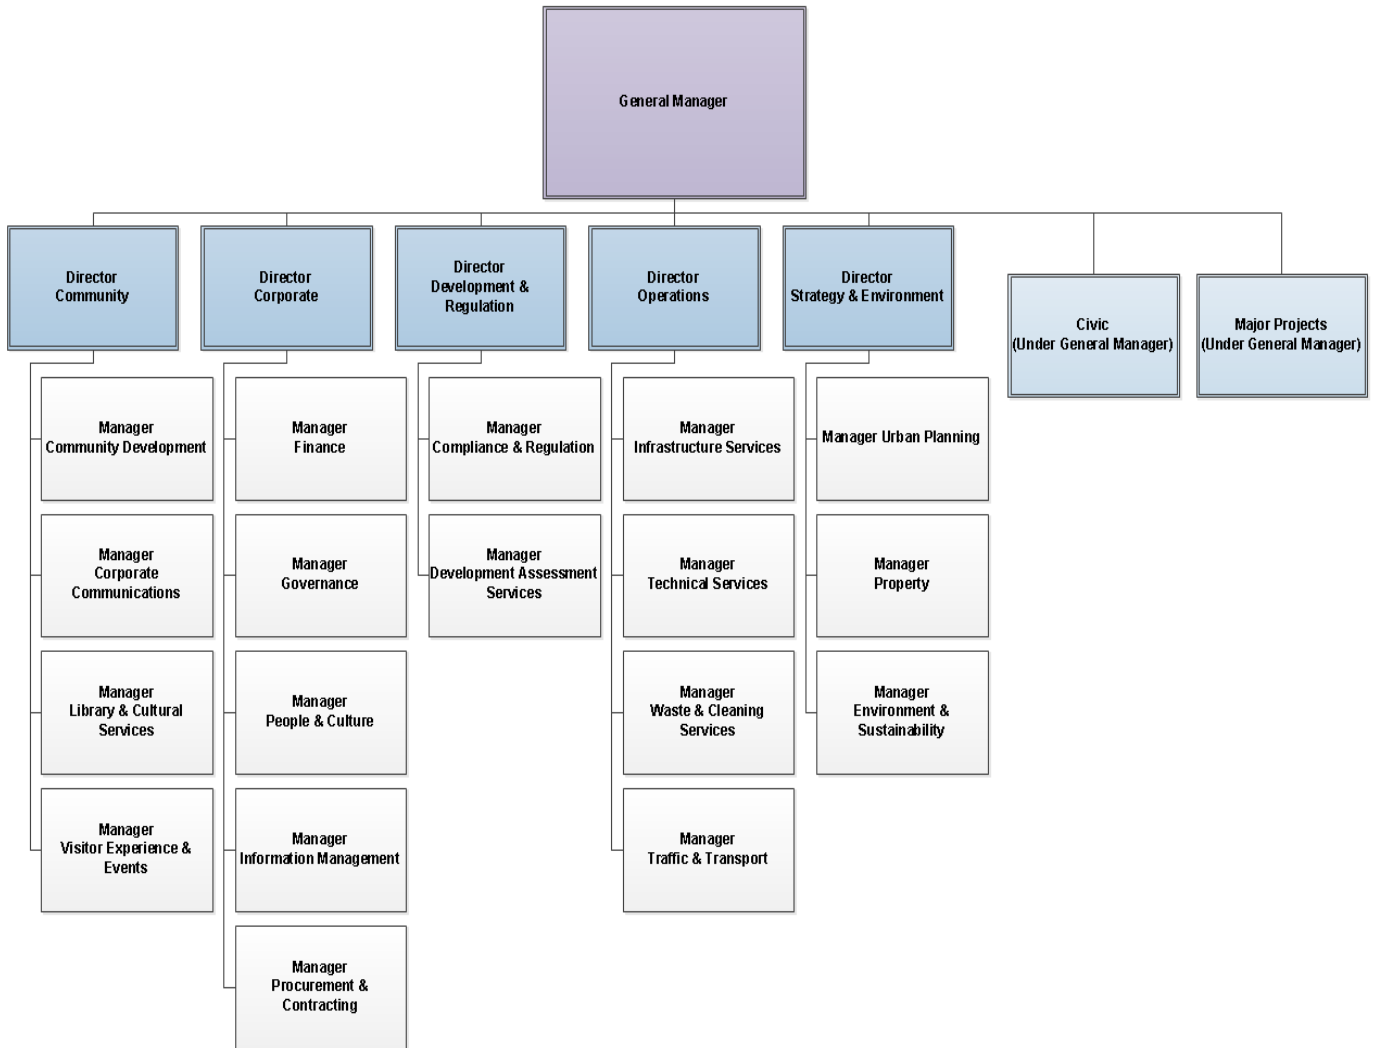 General Manager
Director
Community
Director
Corporate
Director
Development &
Regulation
Director
Operations
Director
Strategy & Environment
Civic
(Under General Manager)
Major Projects
(Under General Manager)
Manager
Community Development
Manager
Corporate
Communications
Manager
Library & Cultural
Services
Manager
Visitor Experience &
Events
Manager
Finance
Manager
Governance
Manager
People & Culture
Manager
Information Management
Manager
Procurement &
Contracting
Manager
Compliance & Regulation
Manager
Development Assessment
Services
Manager
Infrastructure Services
Manager
Technical Services
Manager
Waste & Cleaning
Services
Manager
Traffic & Transport
Manager Urban Planning
Manager
Property
Manager
Environment &
Sustainability